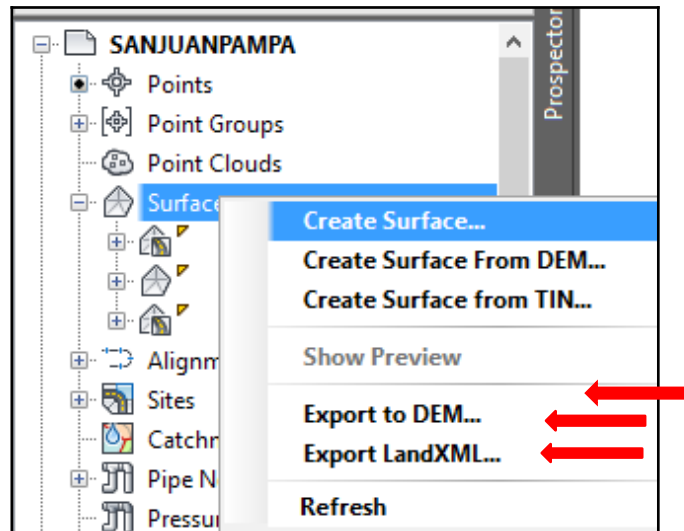 SANJUANPAMPA
Points
Point Groups
Point Clouds
Surface
Alignm
Sites
Catchn
Pipe N
Pressu
Create Surface...
Create Surface From DEM...
Create Surface from TIN...
Show Preview
Export to DEM...
Export LandXML...
Refresh
Prospector